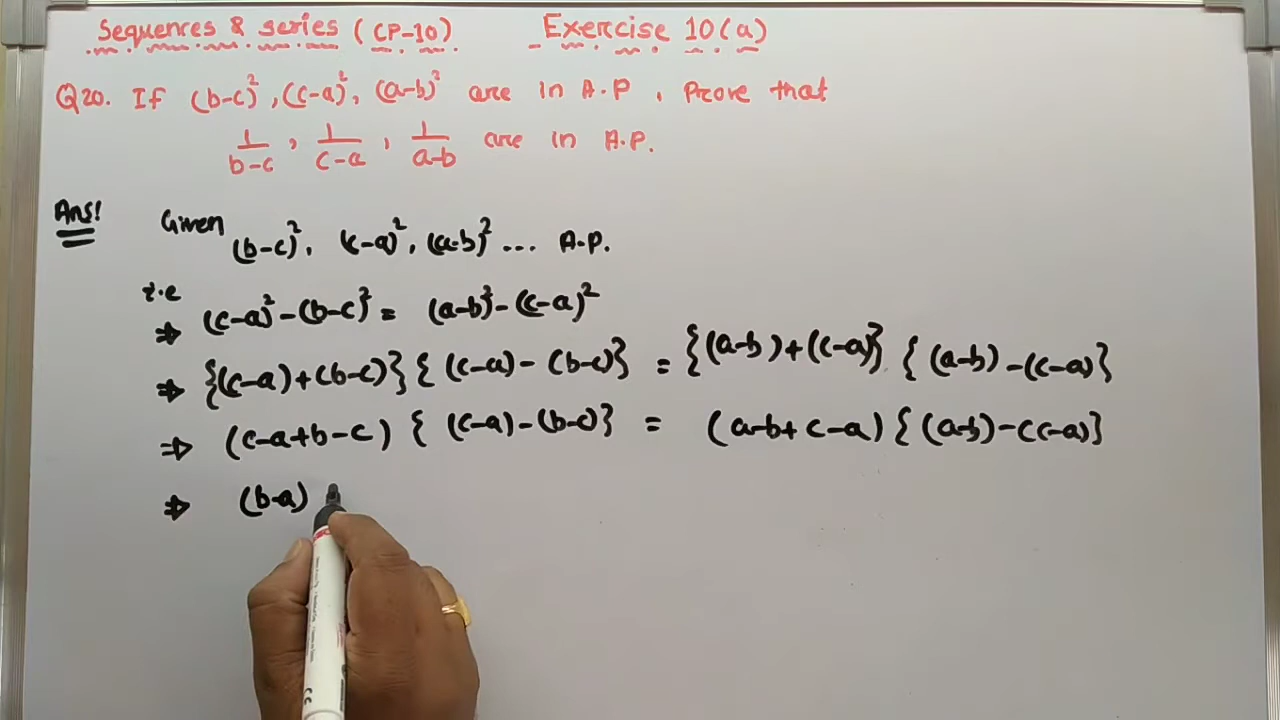 Sequences & series (CP-10) Exercise 10(a)
Q20. If (b-c)², (c-a)², (a-b)² are in A.P, Prove that
1/(b-c), 1/(c-a), 1/(a-b) are in A.P.
Ans!
Given
(b-c)², (c-a)², (a-b)² ... A.P.
i.e
⇒ (c-a)² - (b-c)² = (a-b)² - (c-a)²
⇒ {(c-a)+(b-c)} {(c-a) - (b-c)} = {(a-b)+(c-a)} {(a-b) - (c-a)}
⇒ (c-a+b-c) {(c-a)-(b-c)} = (a-b+c-a) {(a-b)-(c-a)}
⇒ (b-a)